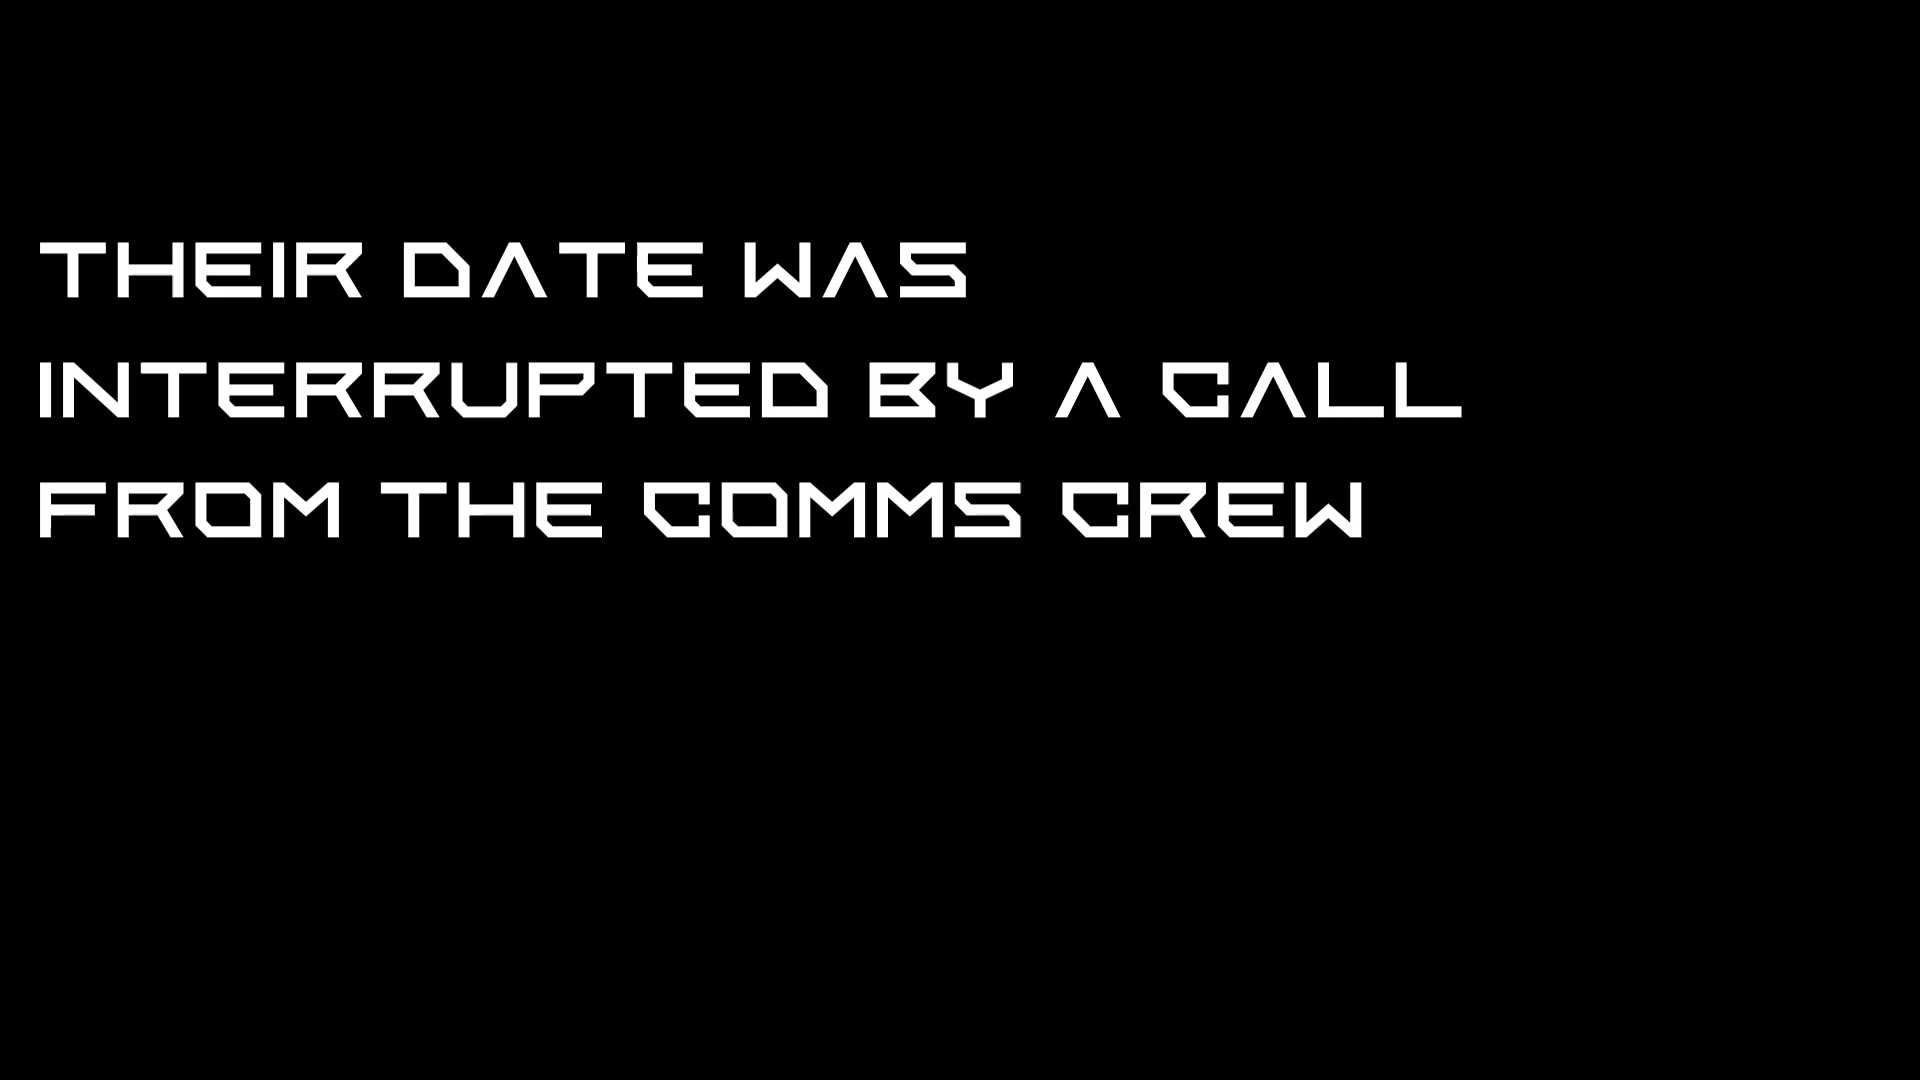 THEIR DATE WAS
INTERRUPTED BY A CALL
FROM THE COMMS CREW